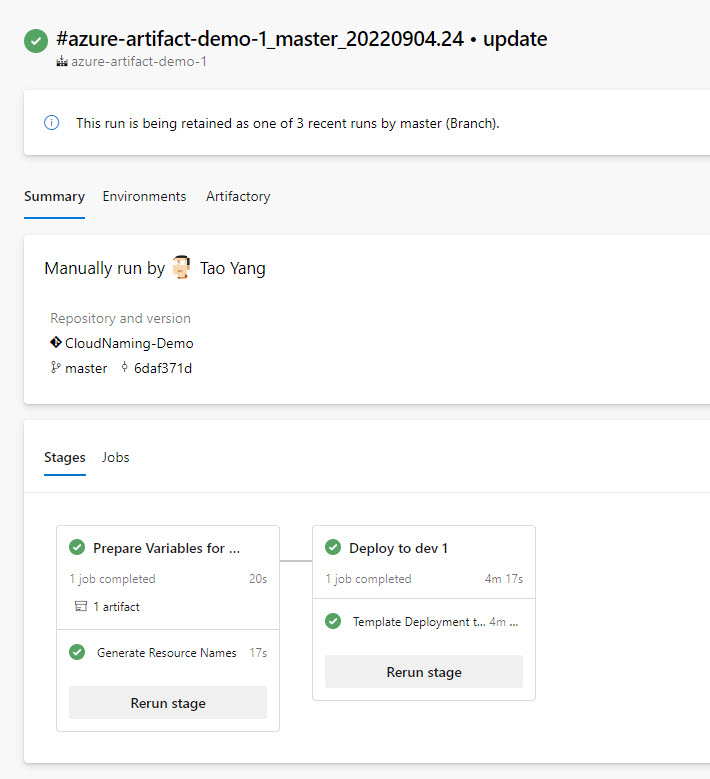 #azure-artifact-demo-1_master_20220904.24 • update
azure-artifact-demo-1
This run is being retained as one of 3 recent runs by master (Branch).
Summary Environments Artifactory
Manually run by Tao Yang
Repository and version
CloudNaming-Demo
master 6daf371d
Stages Jobs
Prepare Variables for ...
1 job completed 20s
1 artifact
Generate Resource Names 17s
Rerun stage
Deploy to dev 1
1 job completed 4m 17s
Template Deployment t... 4m ...
Rerun stage